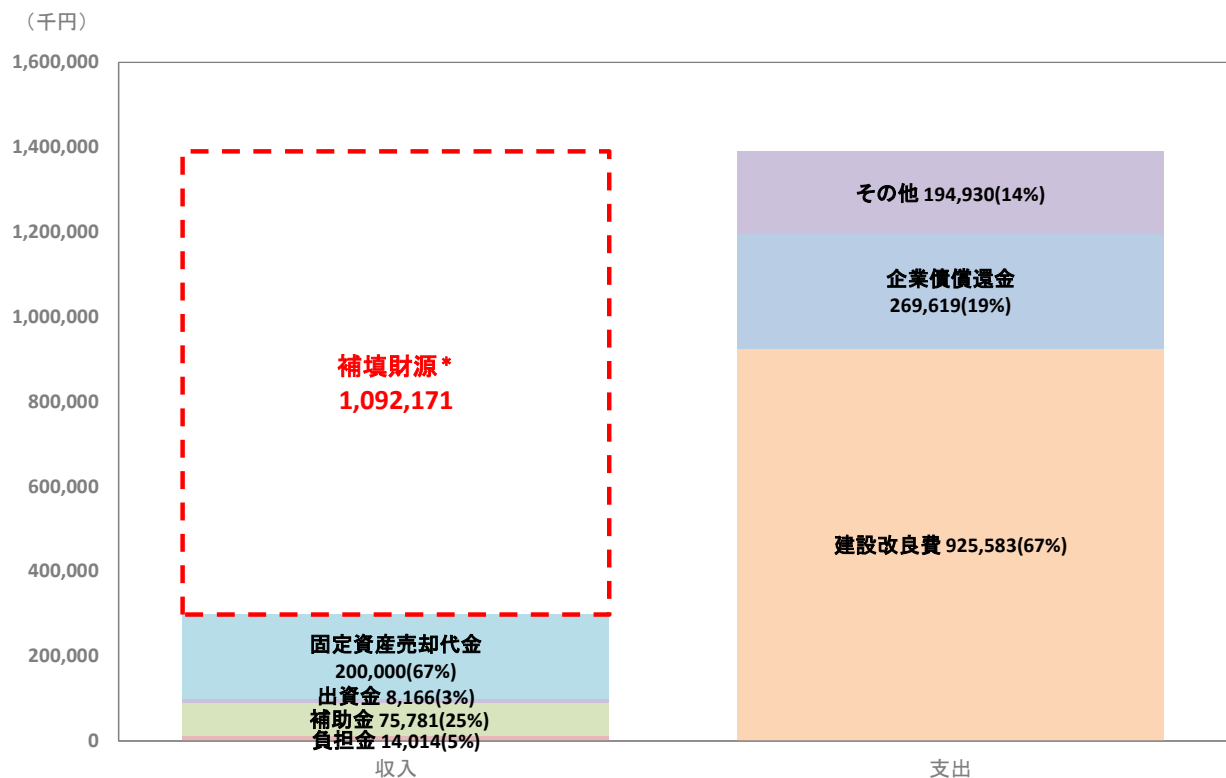 （千円）
1,600,000
1,400,000
1,200,000
1,000,000
800,000
600,000
400,000
200,000
0
補填財源*
1,092,171
固定資産売却代金
200,000(67%)
出資金 8,166(3%)
補助金 75,781(25%)
負担金 14,014(5%)
収入
その他 194,930(14%)
企業債償還金
269,619(19%)
建設改良費 925,583(67%)
支出